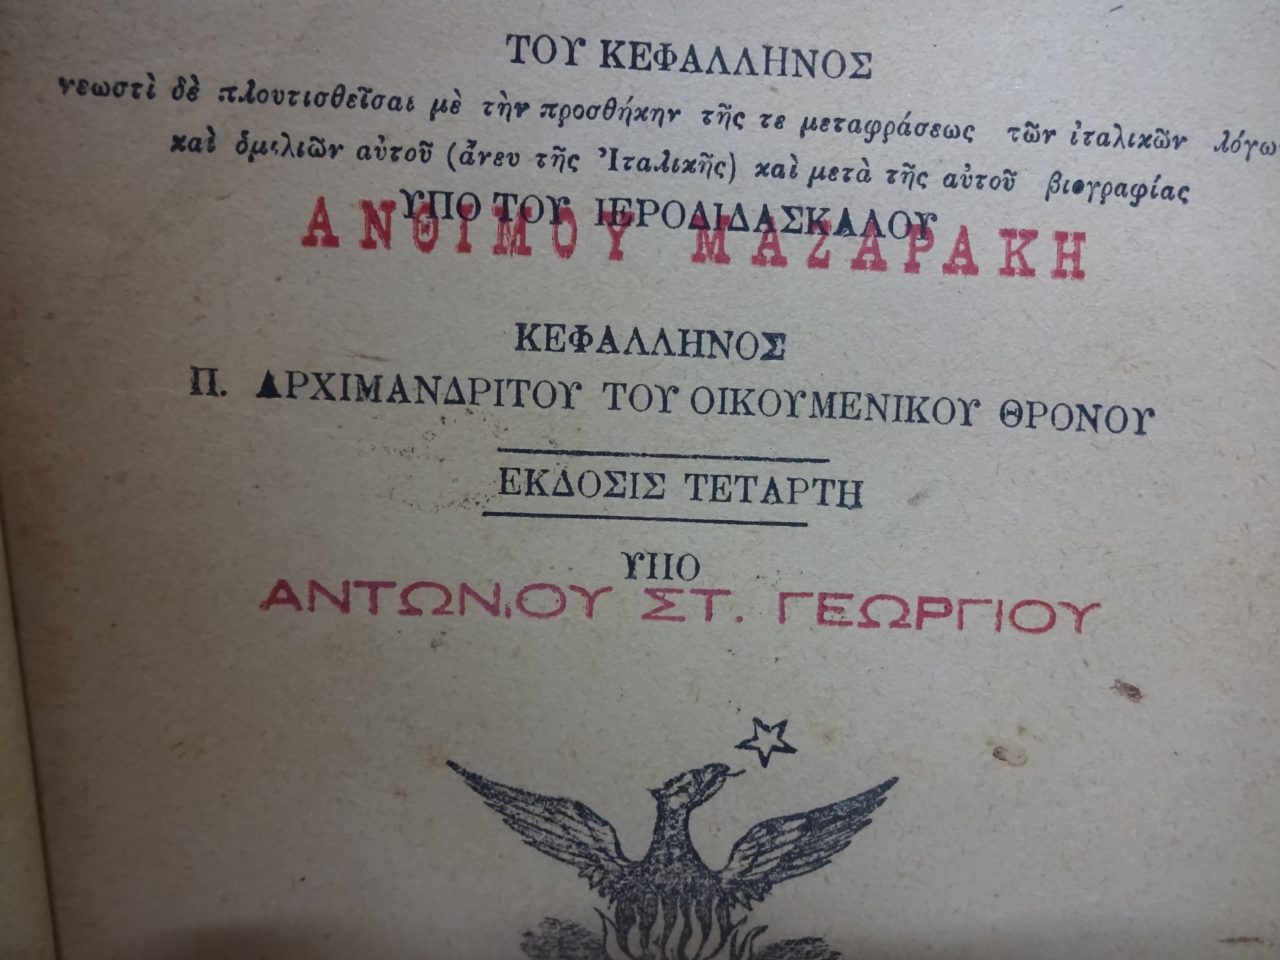 ΤΟΥ ΚΕΦΑΛΛΗΝΟΣ
νεωστὶ δὲ πλουτισθεῖσαι μὲ τὴν προσθήκην τῆς τε μεταφράσεως τῶν ἰταλικῶν λόγω
καὶ ὁμιλιῶν αὐτοῦ (ἄνευ τῆς Ἰταλικῆς) καὶ μετὰ τῆς αὐτοῦ βιογραφίας
ΥΠΟ ΤΟΥ ΙΕΡΟΔΙΔΑΣΚΑΛΟΥ
ΑΝΘΙΜΟΥ ΜΑΖΑΡΑΚΗ
ΚΕΦΑΛΛΗΝΟΣ
Π. ΑΡΧΙΜΑΝΔΡΙΤΟΥ ΤΟΥ ΟΙΚΟΥΜΕΝΙΚΟΥ ΘΡΟΝΟΥ
ΕΚΔΟΣΙΣ ΤΕΤΑΡΤΗ
ΥΠΟ
ΑΝΤΩΝΙΟΥ ΣΤ. ΓΕΩΡΓΙΟΥ